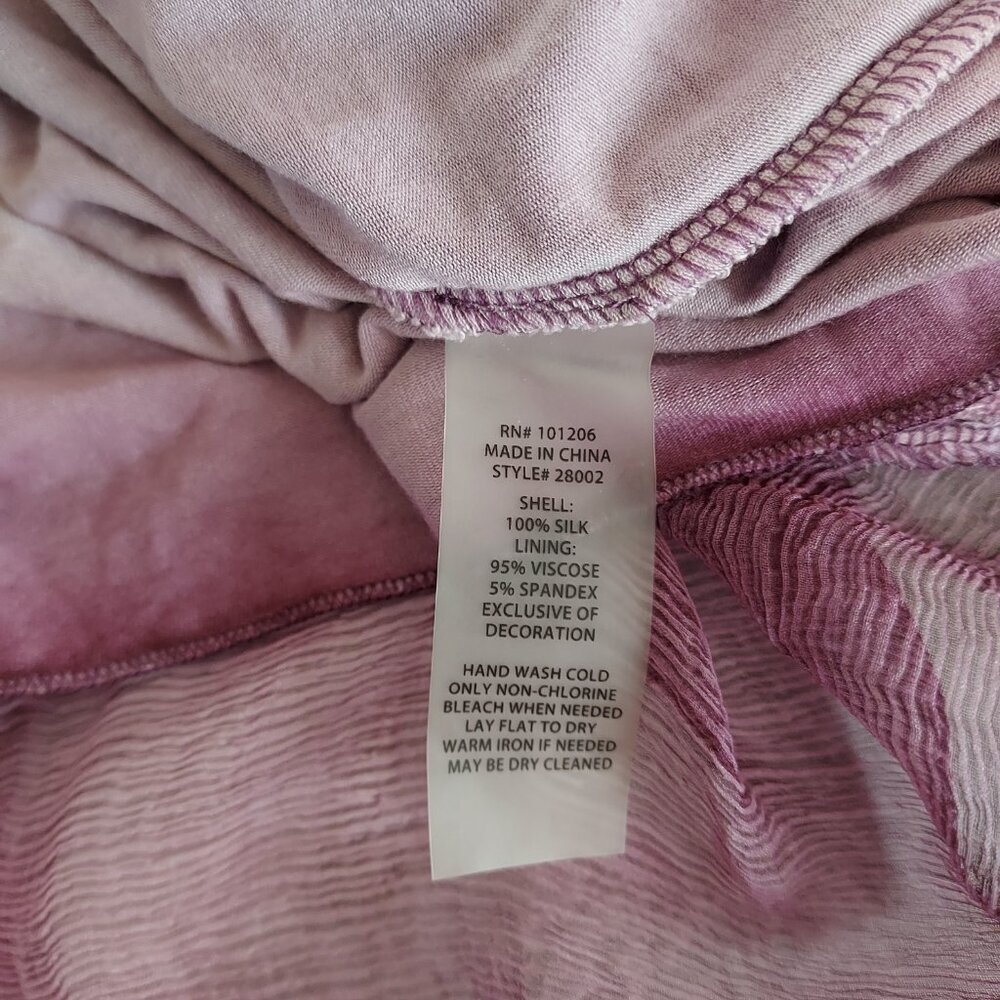 RN# 101206
MADE IN CHINA
STYLE# 28002
SHELL:
100% SILK
LINING:
95% VISCOSE
5% SPANDEX
EXCLUSIVE OF
DECORATION
HAND WASH COLD
ONLY NON-CHLORINE
BLEACH WHEN NEEDED
LAY FLAT TO DRY
WARM IRON IF NEEDED
MAY BE DRY CLEANED